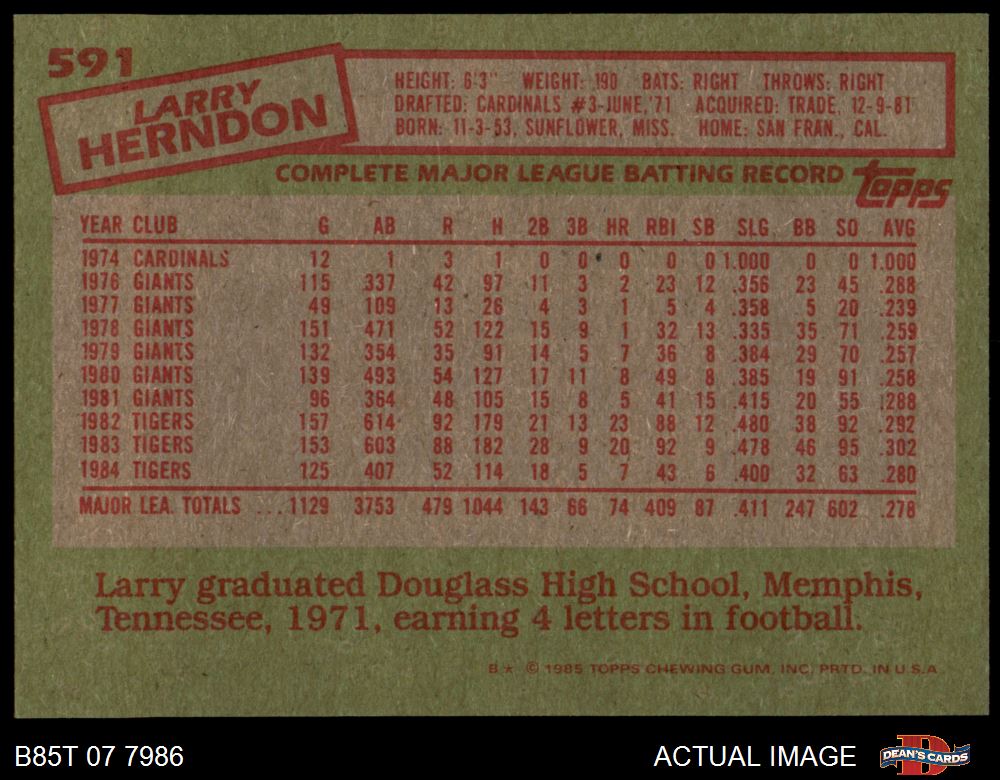 591
LARRY
HERNDON
HEIGHT: 6'3" WEIGHT: 190 BATS: RIGHT THROWS: RIGHT
DRAFTED: CARDINALS #3-JUNE,'71 ACQUIRED: TRADE, 12-9-81
BORN: 11-3-53, SUNFLOWER, MISS. HOME: SAN FRAN., CAL.
COMPLETE MAJOR LEAGUE BATTING RECORD topps
YEAR CLUB G AB R H 2B 3B HR RBI SB SLG BB SO AVG
1974 CARDINALS 12 1 3 1 0 0 0 0 0 1.000 0 0 1.000
1976 GIANTS 115 337 42 97 11 3 2 23 12 .356 23 45 .288
1977 GIANTS 49 109 13 26 4 3 1 5 4 .358 5 20 .239
1978 GIANTS 151 471 52 122 15 9 1 32 13 .335 35 71 .259
1979 GIANTS 132 354 35 91 14 5 7 36 8 .384 29 70 .257
1980 GIANTS 139 493 54 127 17 11 8 49 8 .385 19 91 .258
1981 GIANTS 96 364 48 105 15 8 5 41 15 .415 20 55 .288
1982 TIGERS 157 614 92 179 21 13 23 88 12 .480 38 92 .292
1983 TIGERS 153 603 88 182 28 9 20 92 9 .478 46 95 .302
1984 TIGERS 125 407 52 114 18 5 7 43 6 .400 32 63 .280
MAJOR LEA. TOTALS ...1129 3753 479 1044 143 66 74 409 87 .411 247 602 .278
Larry graduated Douglass High School, Memphis,
Tennessee, 1971, earning 4 letters in football.
B★ © 1985 TOPPS CHEWING GUM, INC. PRTD. IN U.S.A.
B85T 07 7986 ACTUAL IMAGE D DEAN'S CARDS